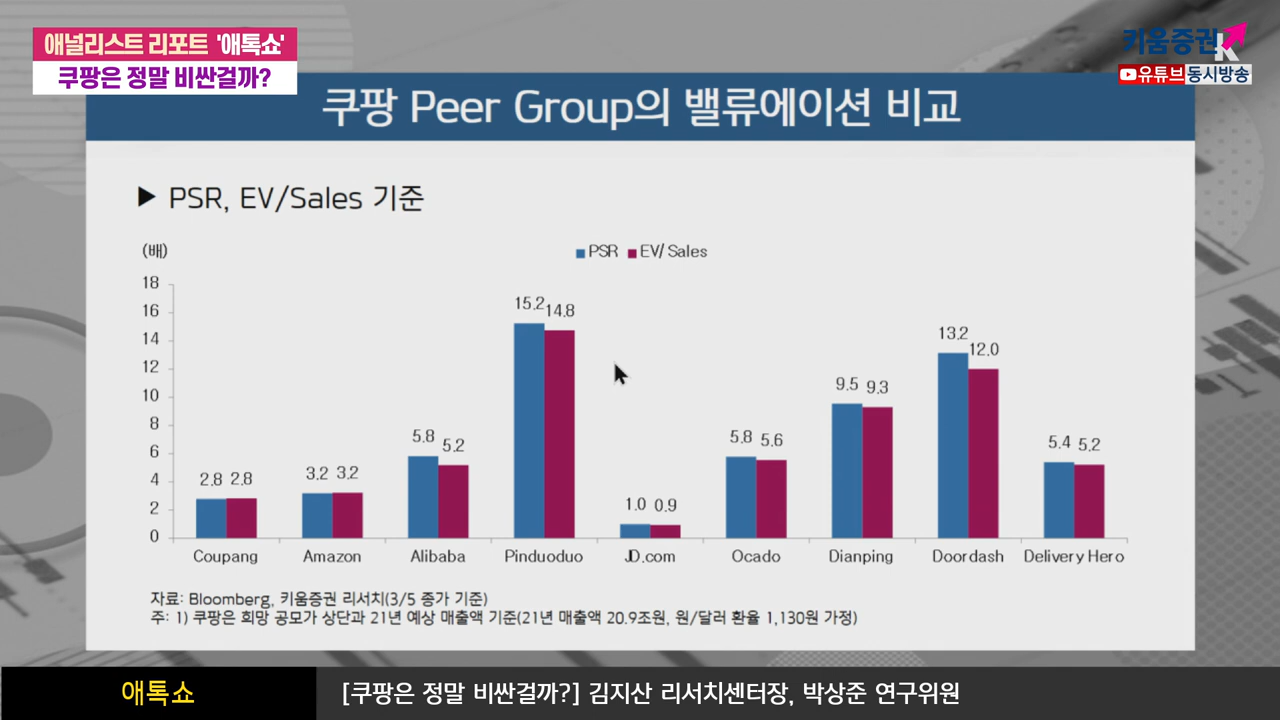 애널리스트 리포트 '애톡쇼'
쿠팡은 정말 비싼걸까?
키움증권
유튜브동시방송
쿠팡 Peer Group의 밸류에이션 비교
▶ PSR, EV/Sales 기준
(배)
PSR EV/Sales
18
16
14
12
10
8
6
4
2
0
2.8 2.8
3.2 3.2
5.8 5.2
15.2 14.8
1.0 0.9
5.8 5.6
9.5 9.3
13.2 12.0
5.4 5.2
Coupang Amazon Alibaba Pinduoduo JD.com Ocado Dianping Doordash Delivery Hero
자료: Bloomberg, 키움증권 리서치(3/5 종가 기준)
주: 1) 쿠팡은 희망 공모가 상단과 21년 예상 매출액 기준(21년 매출액 20.9조원, 원/달러 환율 1,130원 가정)
애톡쇼
[쿠팡은 정말 비싼걸까?] 김지산 리서치센터장, 박상준 연구위원